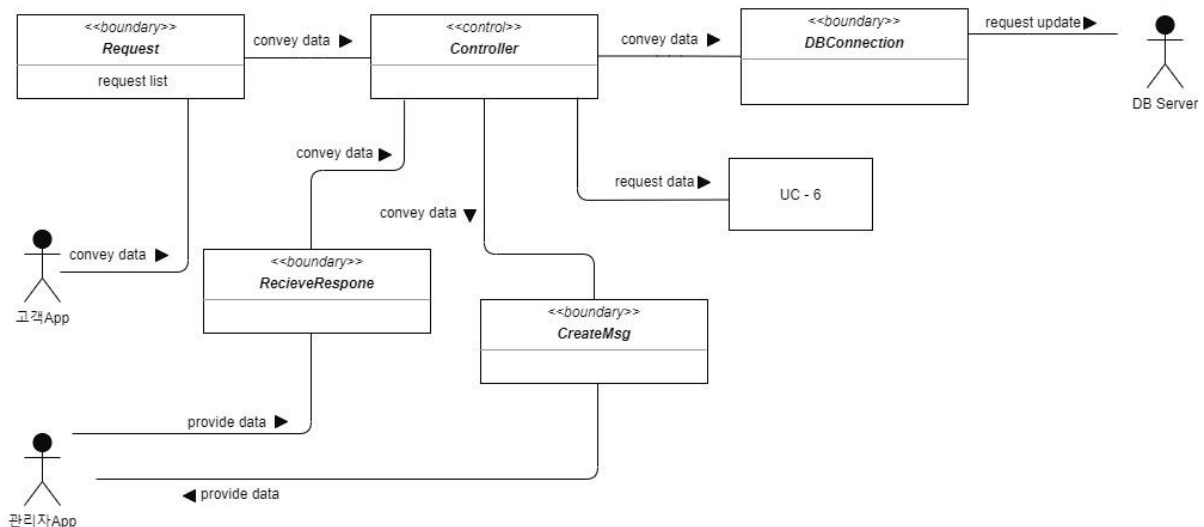 <<boundary>>
Request
request list
convey data
<<control>>
Controller
convey data
<<boundary>>
DBConnection
request update
DB Server
convey data
request data
UC - 6
convey data
convey data
고객App
<<boundary>>
RecieveRespone
<<boundary>>
CreateMsg
provide data
provide data
관리자App